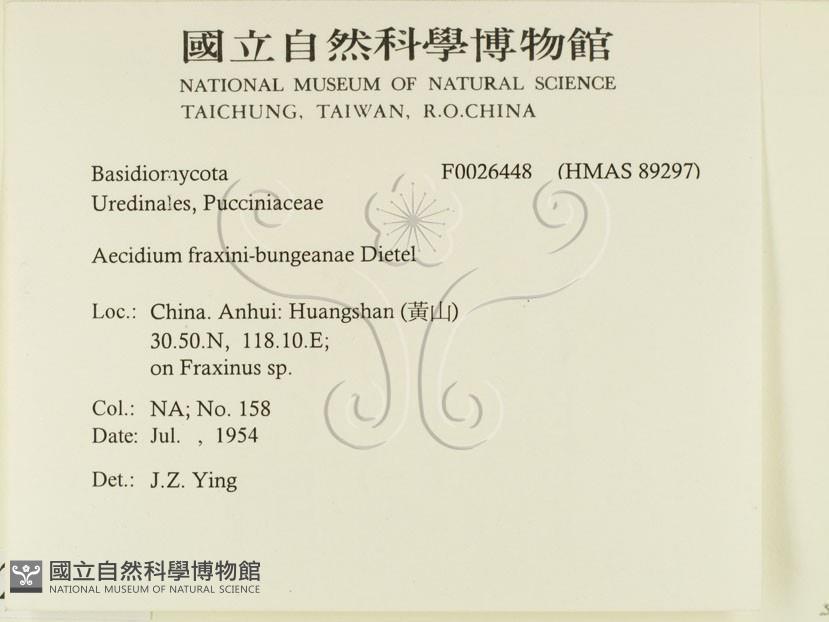 國立自然科學博物館
NATIONAL MUSEUM OF NATURAL SCIENCE
TAICHUNG, TAIWAN, R.O.CHINA
Basidiomycota F0026448 (HMAS 89297)
Uredinales, Pucciniaceae
Aecidium fraxini-bungeanae Dietel
Loc.: China. Anhui: Huangshan (黃山)
30.50.N, 118.10.E;
on Fraxinus sp.
Col.: NA; No. 158
Date: Jul. , 1954
Det.: J.Z. Ying
國立自然科學博物館
NATIONAL MUSEUM OF NATURAL SCIENCE